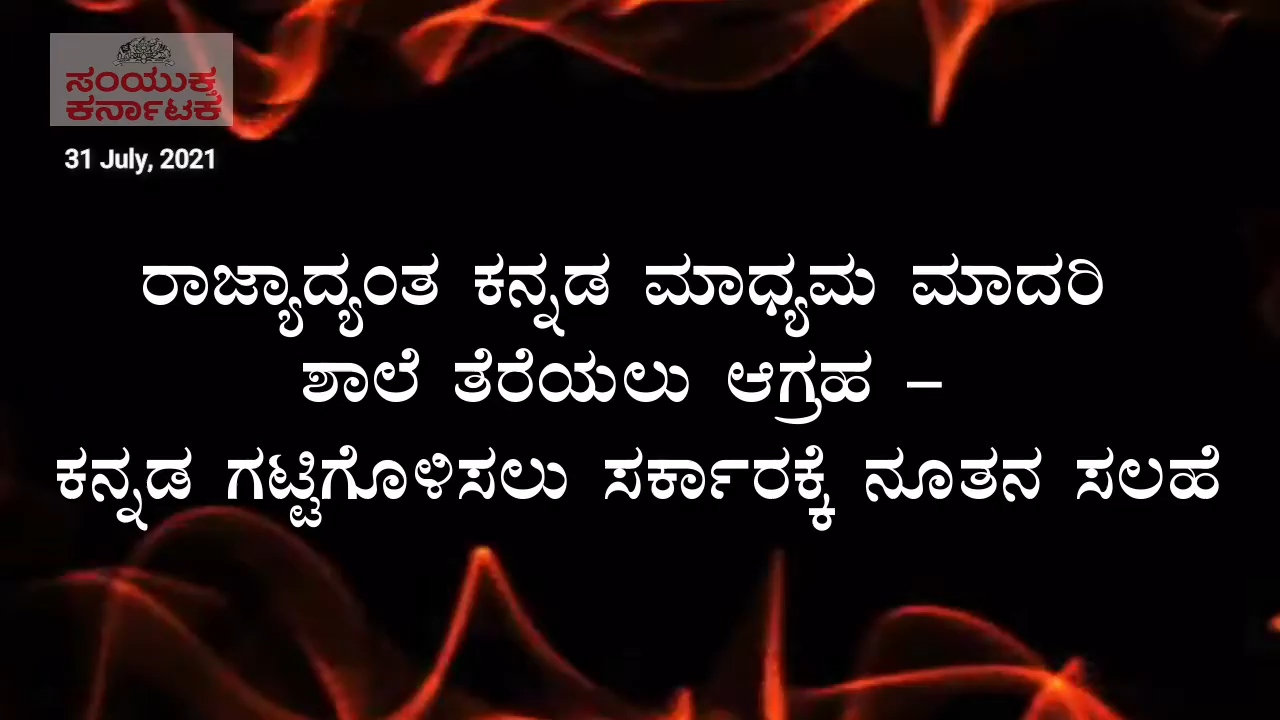 ಸಂಯುಕ್ತ
ಕರ್ನಾಟಕ
31 July, 2021
ರಾಜ್ಯಾದ್ಯಂತ ಕನ್ನಡ ಮಾಧ್ಯಮ ಮಾದರಿ
ಶಾಲೆ ತೆರೆಯಲು ಆಗ್ರಹ –
ಕನ್ನಡ ಗಟ್ಟಿಗೊಳಿಸಲು ಸರ್ಕಾರಕ್ಕೆ ನೂತನ ಸಲಹೆ